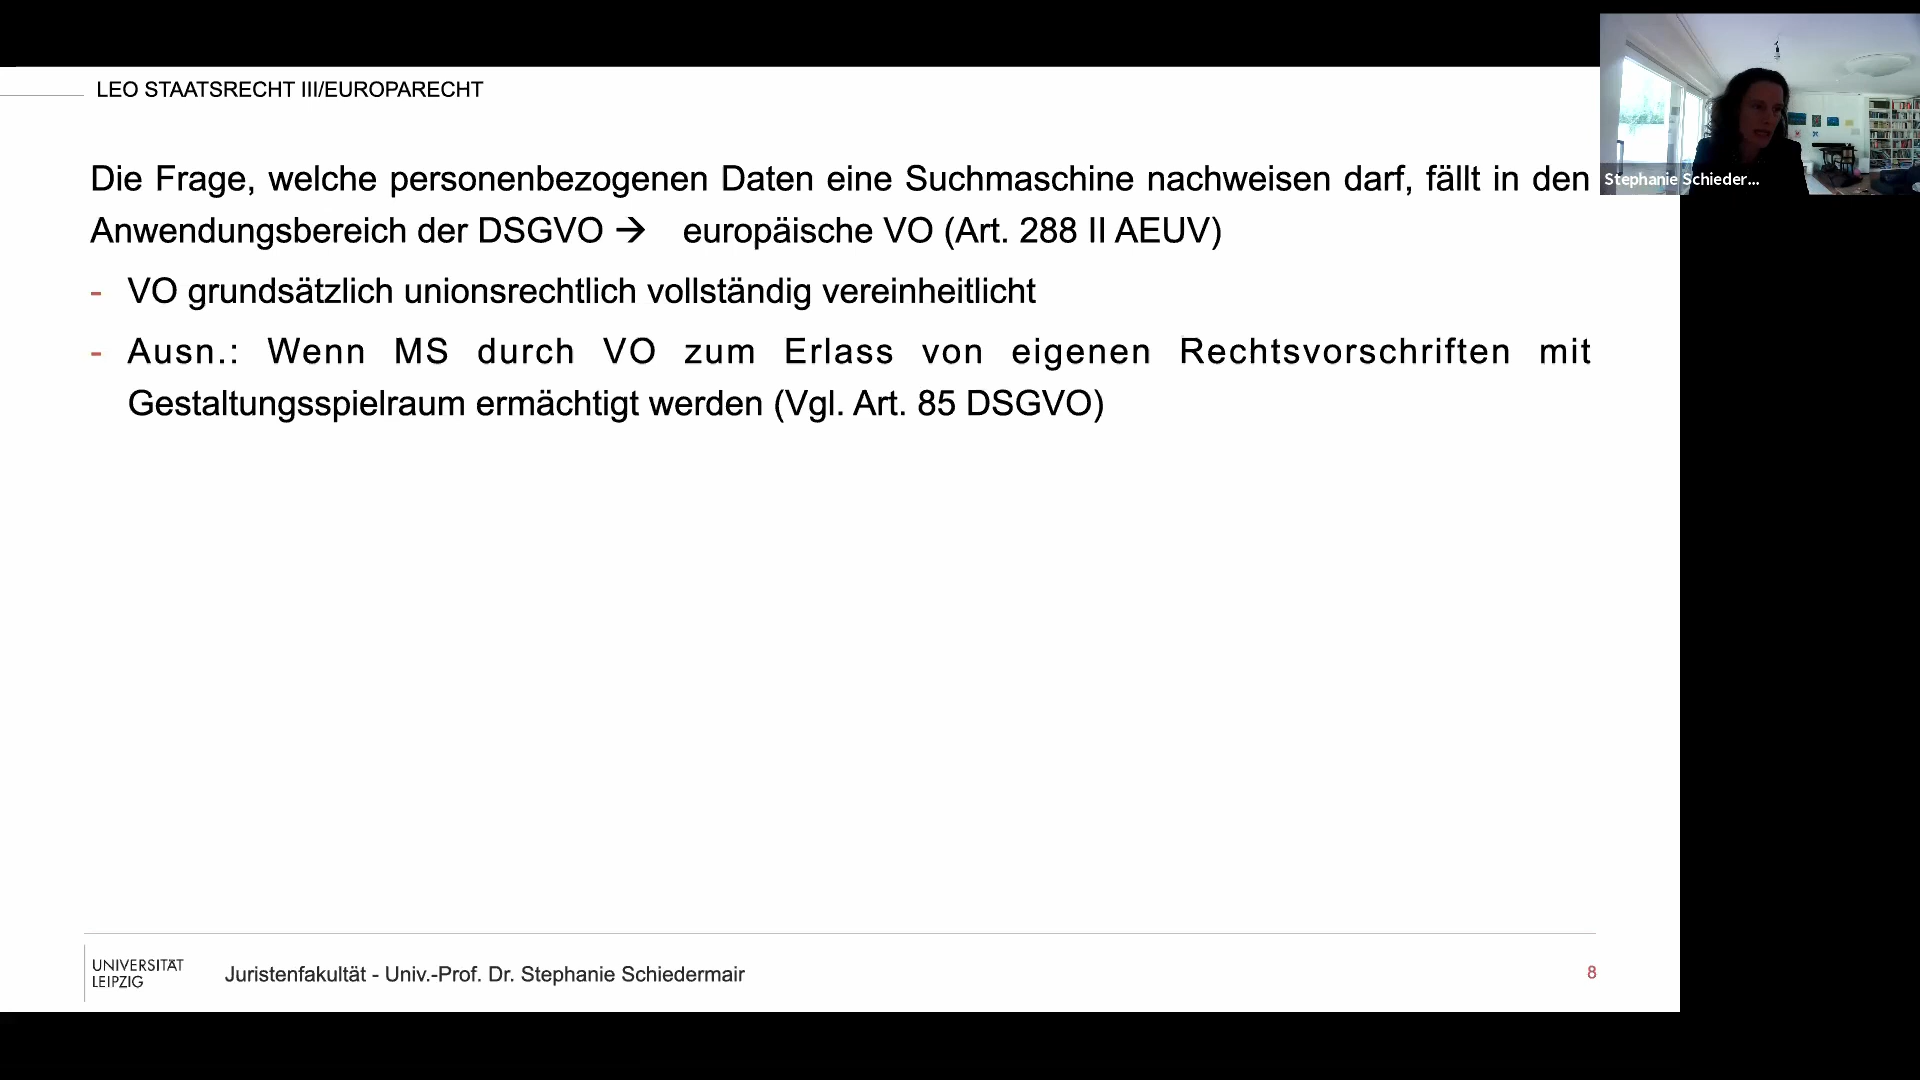 LEO STAATSRECHT III/EUROPARECHT
Die Frage, welche personenbezogenen Daten eine Suchmaschine nachweisen darf, fällt in den
Anwendungsbereich der DSGVO → europäische VO (Art. 288 II AEUV)
- VO grundsätzlich unionsrechtlich vollständig vereinheitlicht
- Ausn.: Wenn MS durch VO zum Erlass von eigenen Rechtsvorschriften mit
Gestaltungsspielraum ermächtigt werden (Vgl. Art. 85 DSGVO)
Stephanie Schieder...
UNIVERSITÄT
LEIPZIG
Juristenfakultät - Univ.-Prof. Dr. Stephanie Schiedermair
8